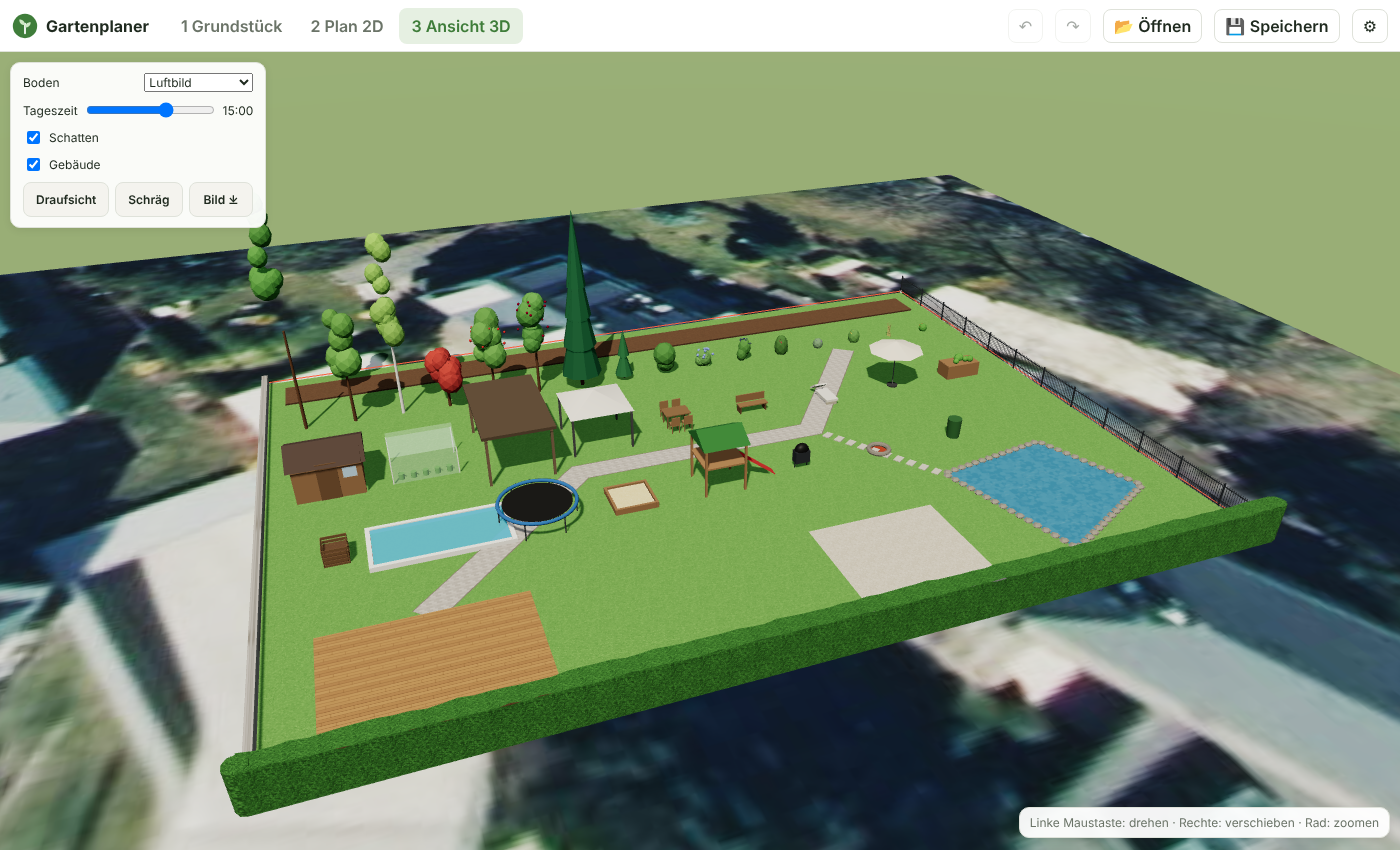 Gartenplaner
1 Grundstück
2 Plan 2D
3 Ansicht 3D
Öffnen
Speichern
Boden
Luftbild
Tageszeit
15:00
Schatten
Gebäude
Draufsicht
Schräg
Bild
Linke Maustaste: drehen · Rechte: verschieben · Rad: zoomen